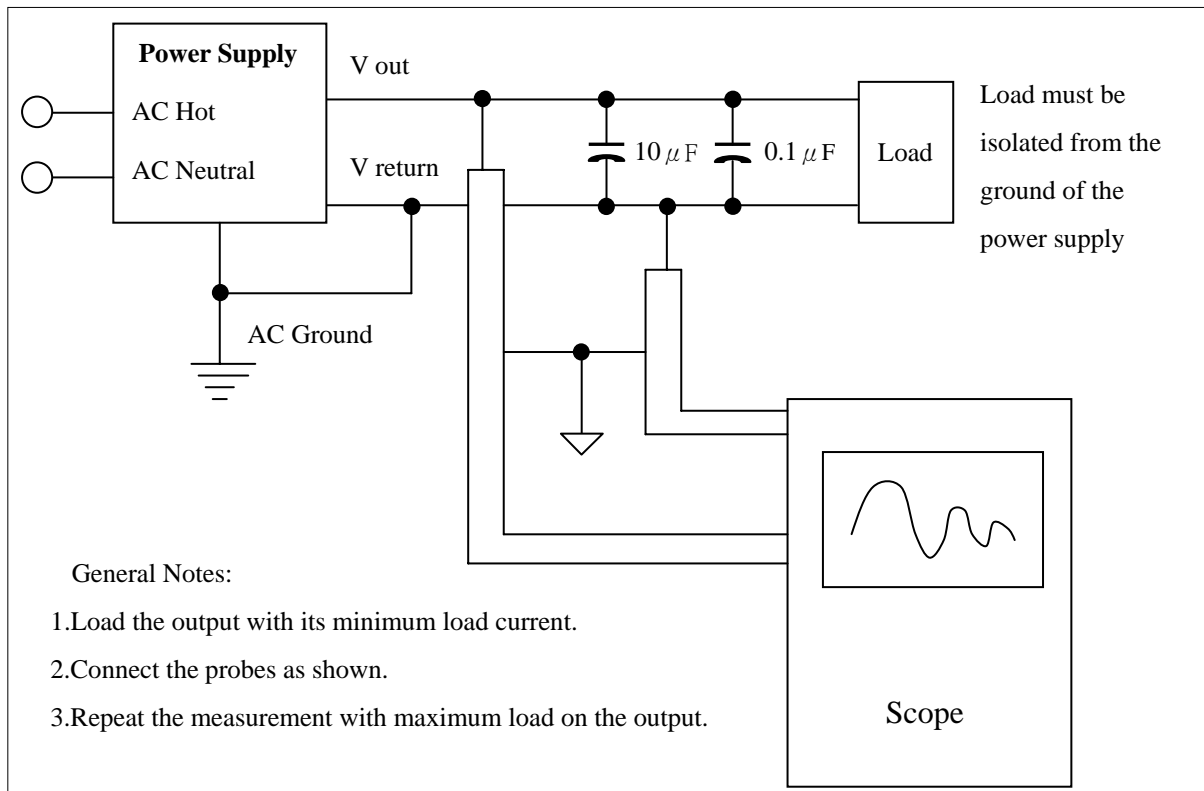 Power Supply
AC Hot
AC Neutral
V out
V return
AC Ground
10μF
0.1μF
Load
Load must be
isolated from the
ground of the
power supply
General Notes:
1.Load the output with its minimum load current.
2.Connect the probes as shown.
3.Repeat the measurement with maximum load on the output.
Scope